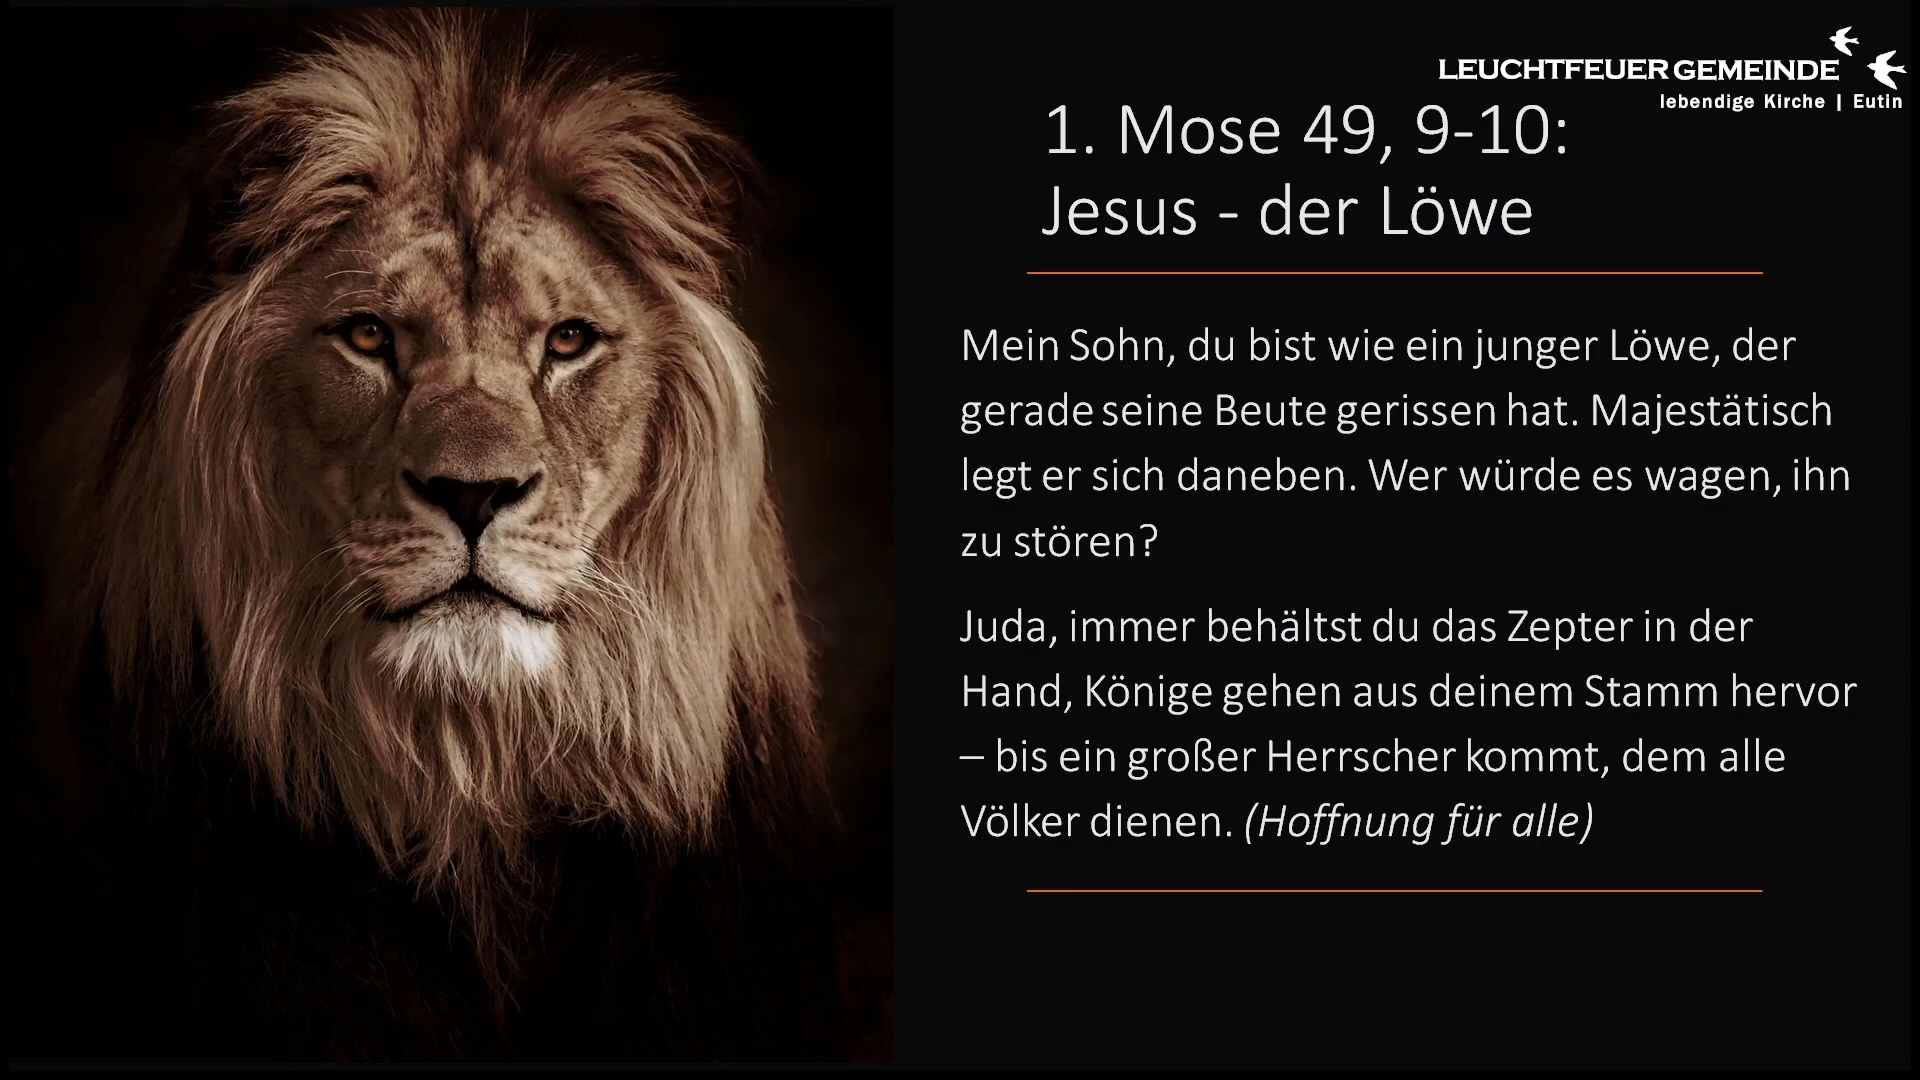 LEUCHTFEUER GEMEINDE
lebendige Kirche | Eutin
1. Mose 49, 9-10:
Jesus - der Löwe
Mein Sohn, du bist wie ein junger Löwe, der
gerade seine Beute gerissen hat. Majestätisch
legt er sich daneben. Wer würde es wagen, ihn
zu stören?
Juda, immer behältst du das Zepter in der
Hand, Könige gehen aus deinem Stamm hervor
– bis ein großer Herrscher kommt, dem alle
Völker dienen. (Hoffnung für alle)